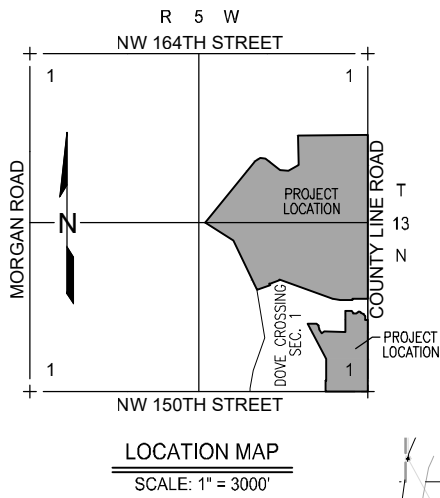 R 5 W
NW 164TH STREET
1 1
MORGAN ROAD
N
PROJECT
LOCATION
COUNTY LINE ROAD
T
13
N
DOVE CROSSING
SEC. 1
PROJECT
LOCATION
1 1
NW 150TH STREET
LOCATION MAP
SCALE: 1" = 3000'